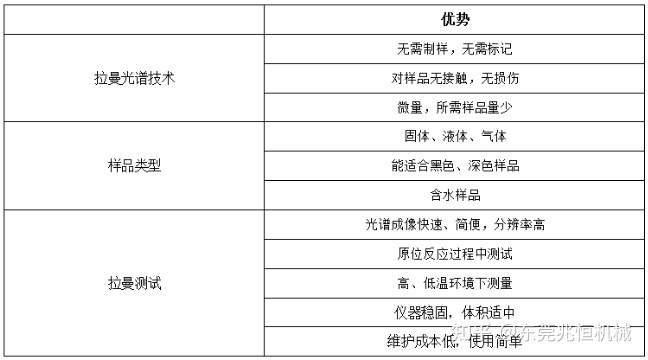 优势
拉曼光谱技术
无需制样，无需标记
对样品无接触，无损伤
微量，所需样品量少
样品类型
固体、液体、气体
能适合黑色、深色样品
含水样品
拉曼测试
光谱成像快速、简便，分辨率高
原位反应过程中测试
高、低温环境下测量
仪器稳固，体积适中
维护成本低，使用简单
知乎 @东莞兆恒机械